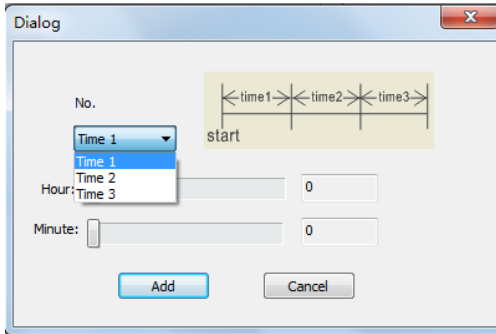 Dialog
No.
time1 time2 time3
start
Time 1
Time 1
Time 2
Time 3
Hour: 0
Minute: 0
Add Cancel